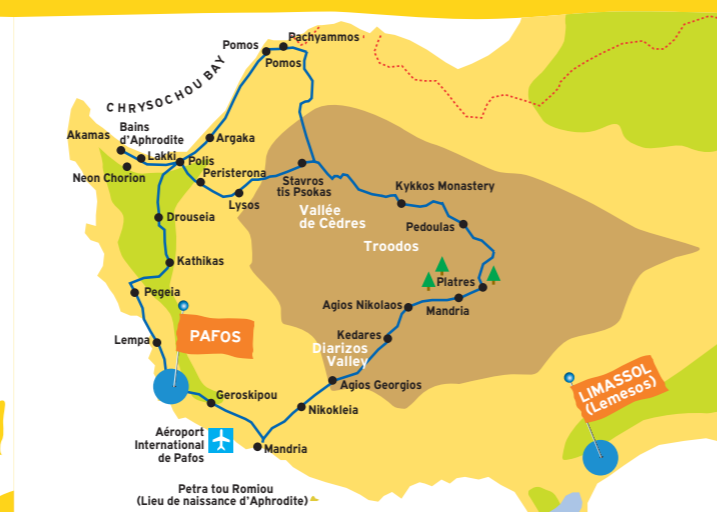 Pachyammos
Pomos
Pomos
CHRYSOCHOU BAY
Akamas
Bains
d'Aphrodite
Argaka
Lakki
Polis
Neon Chorion
Peristerona
Stavros
tis Psokas
Lysos
Kykkos Monastery
Vallée
de Cèdres
Pedoulas
Drouseia
Troodos
Kathikas
Platres
Pegeia
Agios Nikolaos
Mandria
PAFOS
Lempa
Kedares
Diarizos
Valley
Agios Georgios
LIMASSOL
(Lemesos)
Geroskipou
Nikokleia
Aéroport
International
de Pafos
Mandria
Petra tou Romiou
(Lieu de naissance d'Aphrodite)